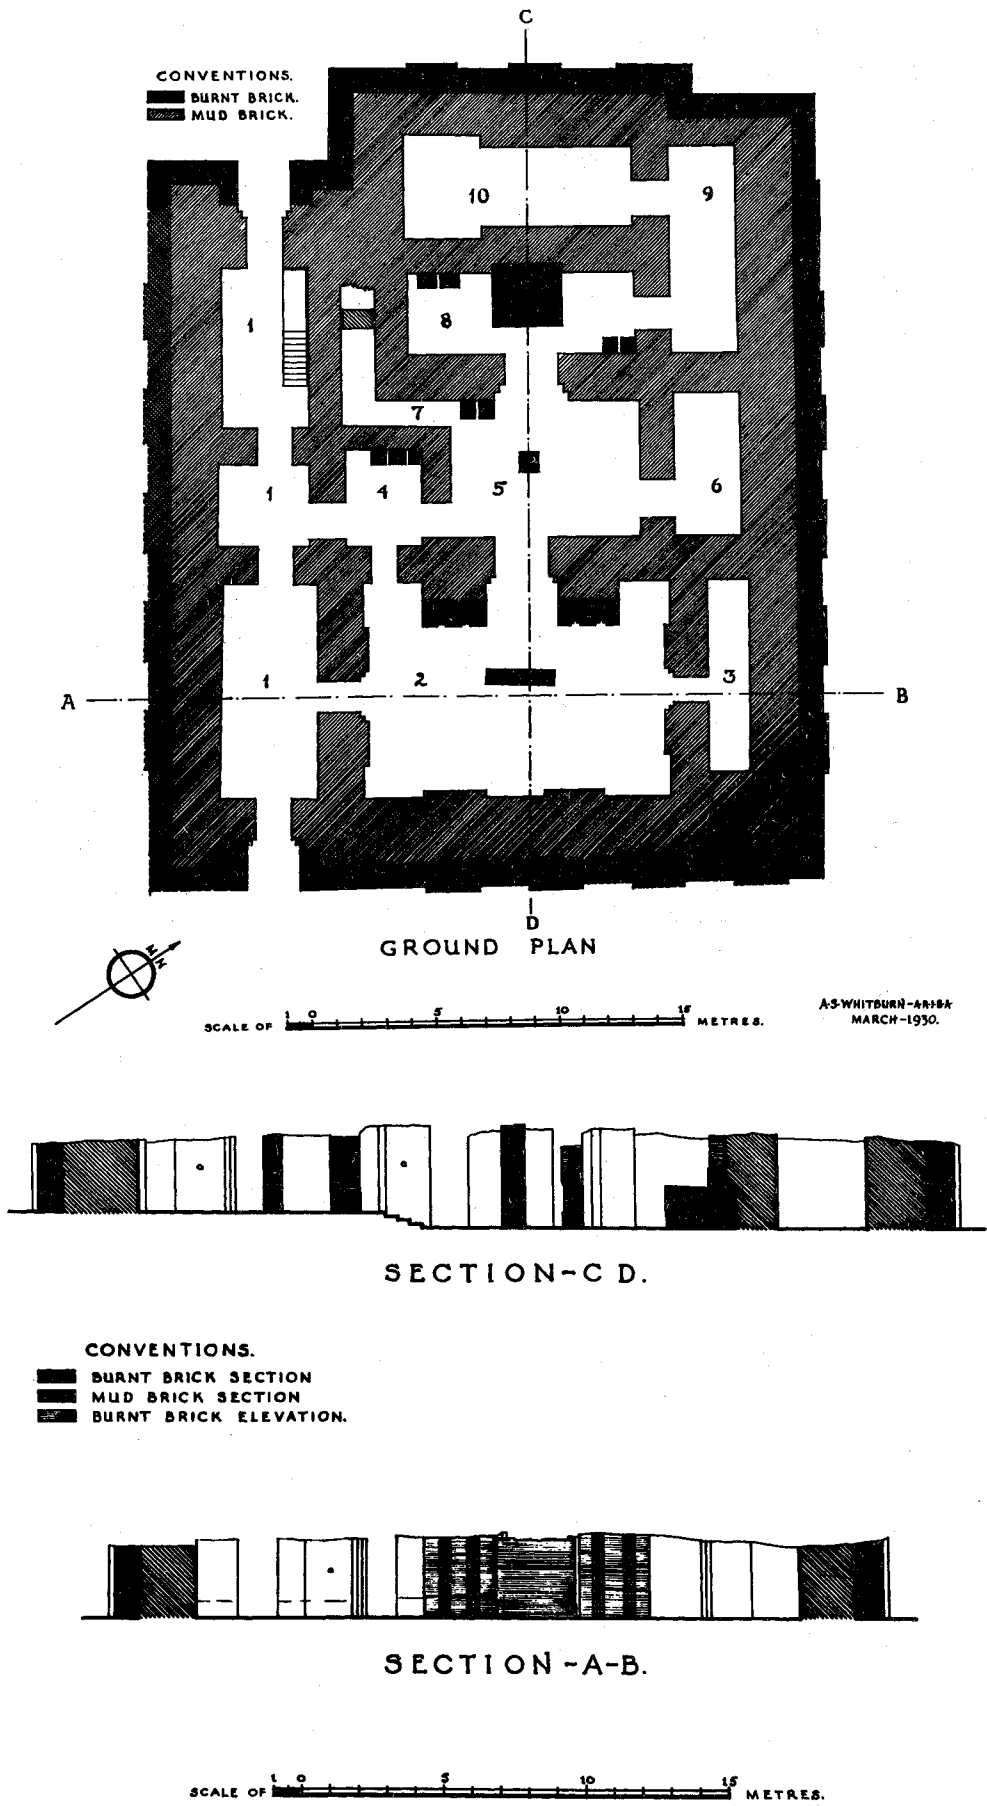 C
CONVENTIONS.
BURNT BRICK.
MUD BRICK.
10
9
1
8
7
1
4
5
6
A
1
2
3
B
D
GROUND PLAN
M N
SCALE OF 1 0 5 10 15 METRES.
A·S·WHITBURN-A·R·I·B·A
MARCH-1930.
SECTION-C D.
CONVENTIONS.
BURNT BRICK SECTION
MUD BRICK SECTION
BURNT BRICK ELEVATION.
SECTION-A-B.
SCALE OF 1 0 5 10 15 METRES.